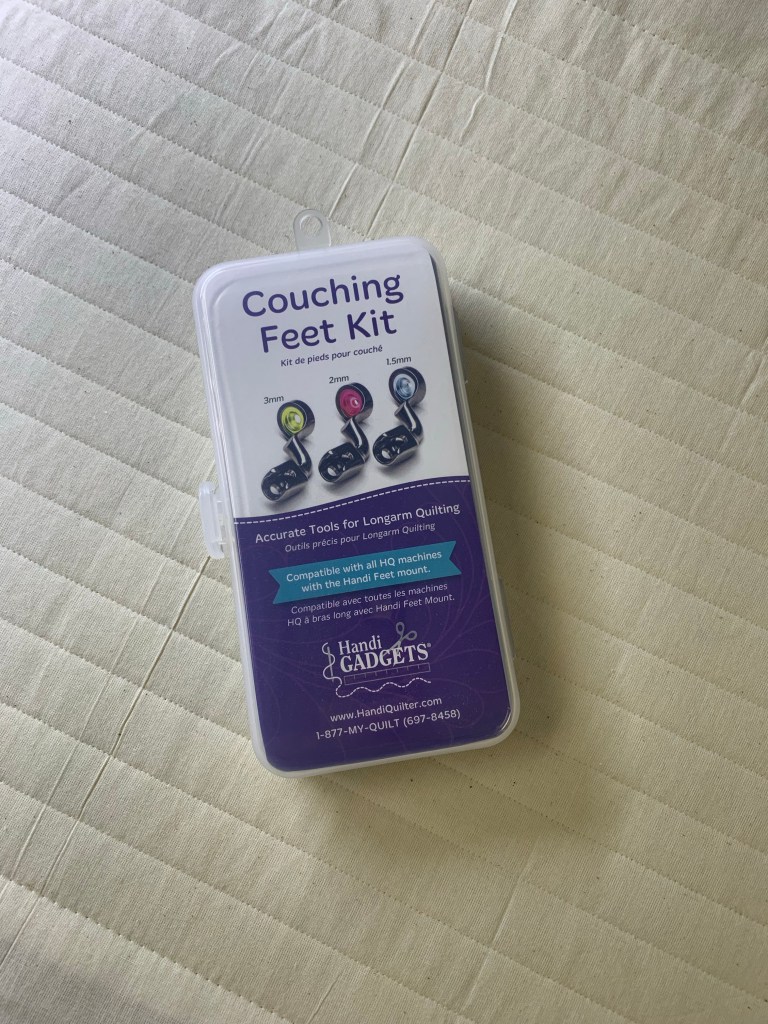 Couching
Feet Kit
Kit de pieds pour couché
3mm
2mm
1.5mm
Accurate Tools for Longarm Quilting
Outils précis pour Longarm Quilting
Compatible with all HQ machines
with the Handi Feet mount.
Compatible avec toutes les machines
HQ à bras long avec Handi Feet Mount.
Handi
GADGETS®
www.HandiQuilter.com
1-877-MY-QUILT (697-8458)